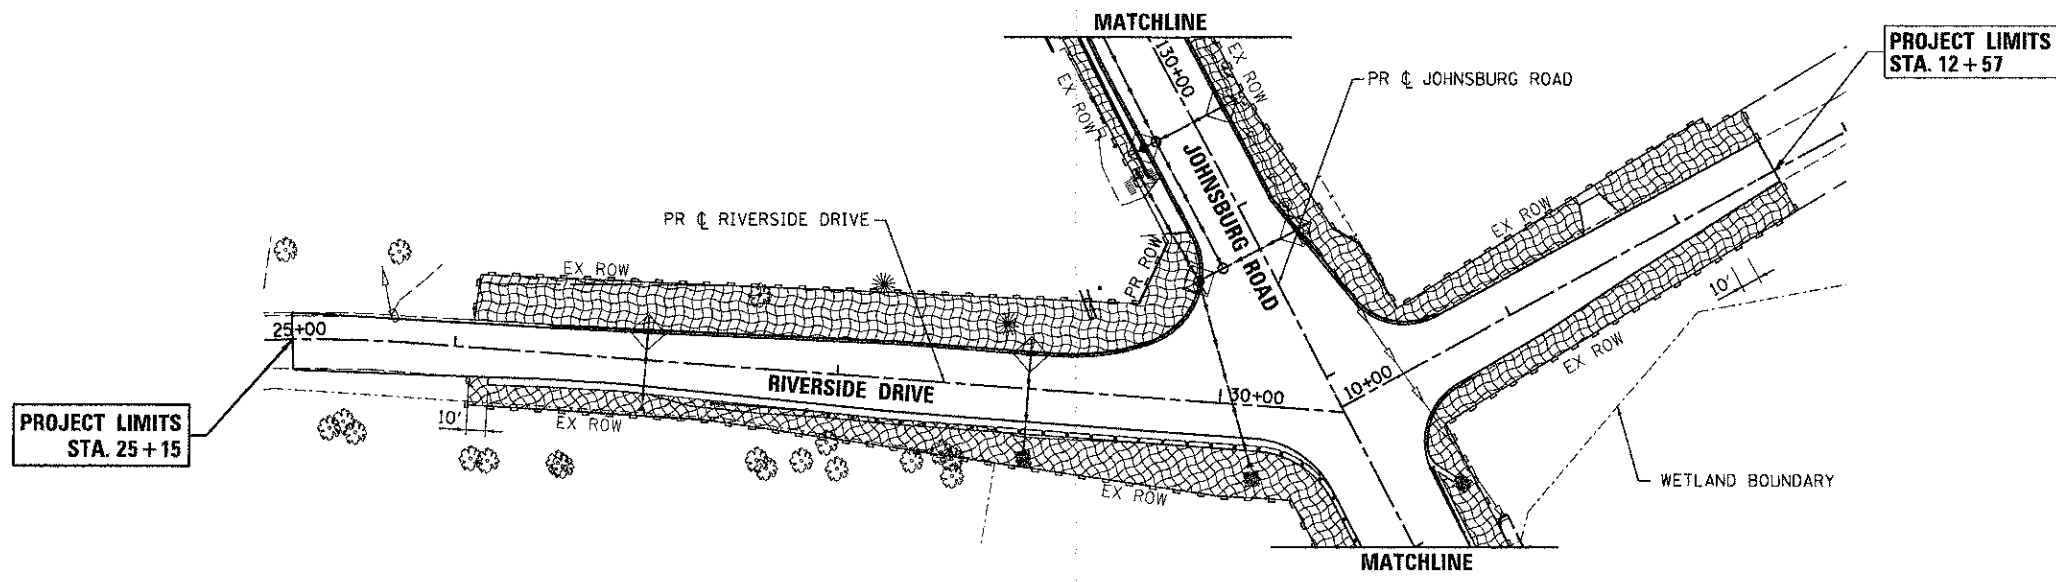 MATCHLINE
PROJECT LIMITS
STA. 12+57
130+00
EX ROW
EX ROW
PR ℄ JOHNSBURG ROAD
JOHNSBURG ROAD
PR ℄ RIVERSIDE DRIVE
EX ROW
EX ROW
PR ROW
10'
25+00
RIVERSIDE DRIVE
30+00
10+00
EX ROW
PROJECT LIMITS
STA. 25+15
10'
EX ROW
EX ROW
WETLAND BOUNDARY
MATCHLINE